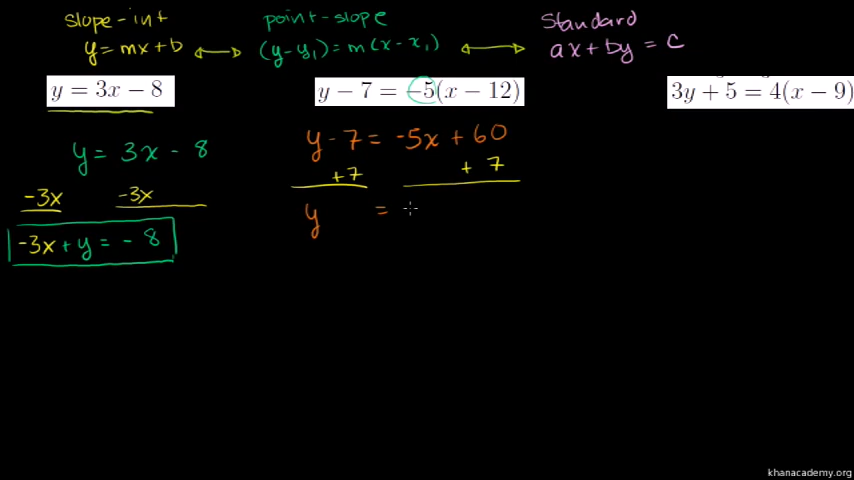 slope-int point-slope Standard
y = mx + b (y - y₁) = m(x - x₁) ax + by = c
y = 3x − 8 y − 7 = −5(x − 12) 3y + 5 = 4(x − 9)
y = 3x - 8 y - 7 = -5x + 60
-3x -3x +7 + 7
-3x + y = - 8 y =
khanacademy.org